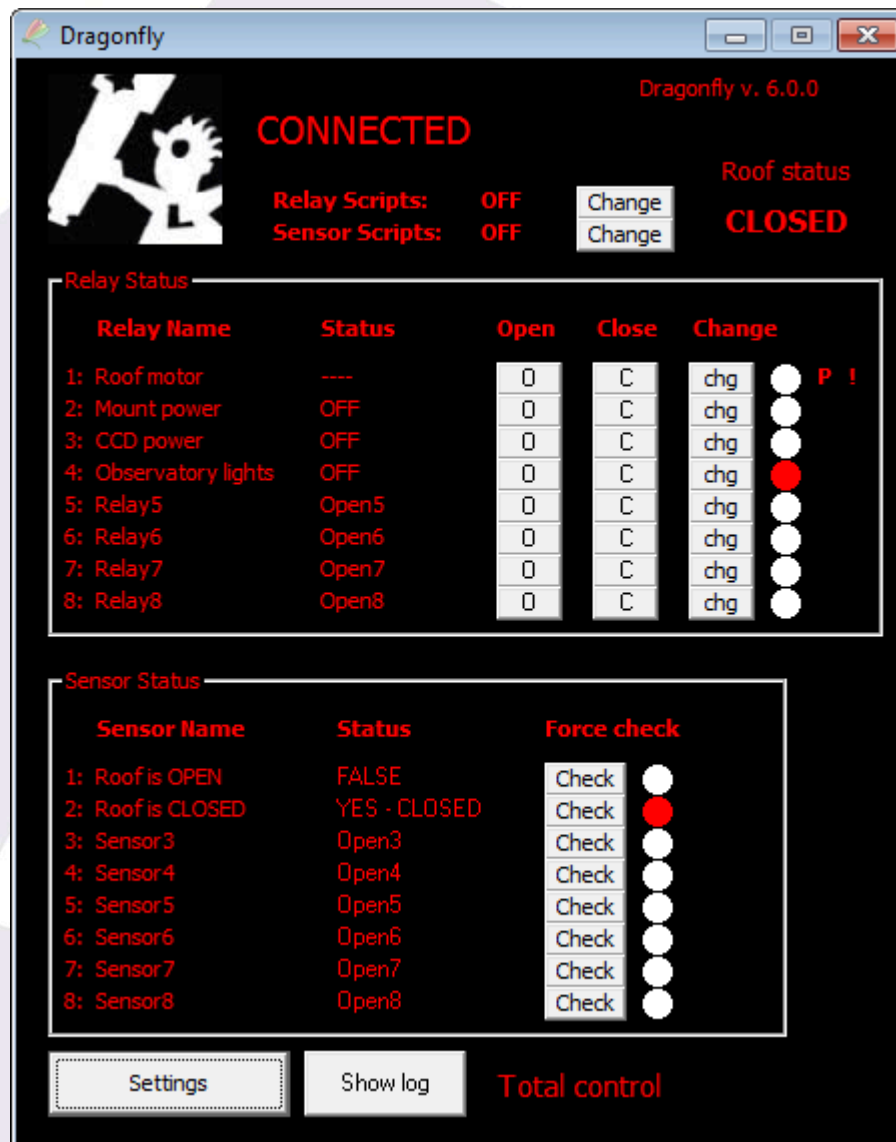 Dragonfly
Dragonfly v. 6.0.0
CONNECTED
Roof status
CLOSED
Relay Scripts: OFF Change
Sensor Scripts: OFF Change
L
Relay Status
Relay Name Status Open Close Change
1: Roof motor ---- O C chg P !
2: Mount power OFF O C chg
3: CCD power OFF O C chg
4: Observatory lights OFF O C chg
5: Relay5 Open5 O C chg
6: Relay6 Open6 O C chg
7: Relay7 Open7 O C chg
8: Relay8 Open8 O C chg
Sensor Status
Sensor Name Status Force check
1: Roof is OPEN FALSE Check
2: Roof is CLOSED YES - CLOSED Check
3: Sensor3 Open3 Check
4: Sensor4 Open4 Check
5: Sensor5 Open5 Check
6: Sensor6 Open6 Check
7: Sensor7 Open7 Check
8: Sensor8 Open8 Check
Settings Show log Total control